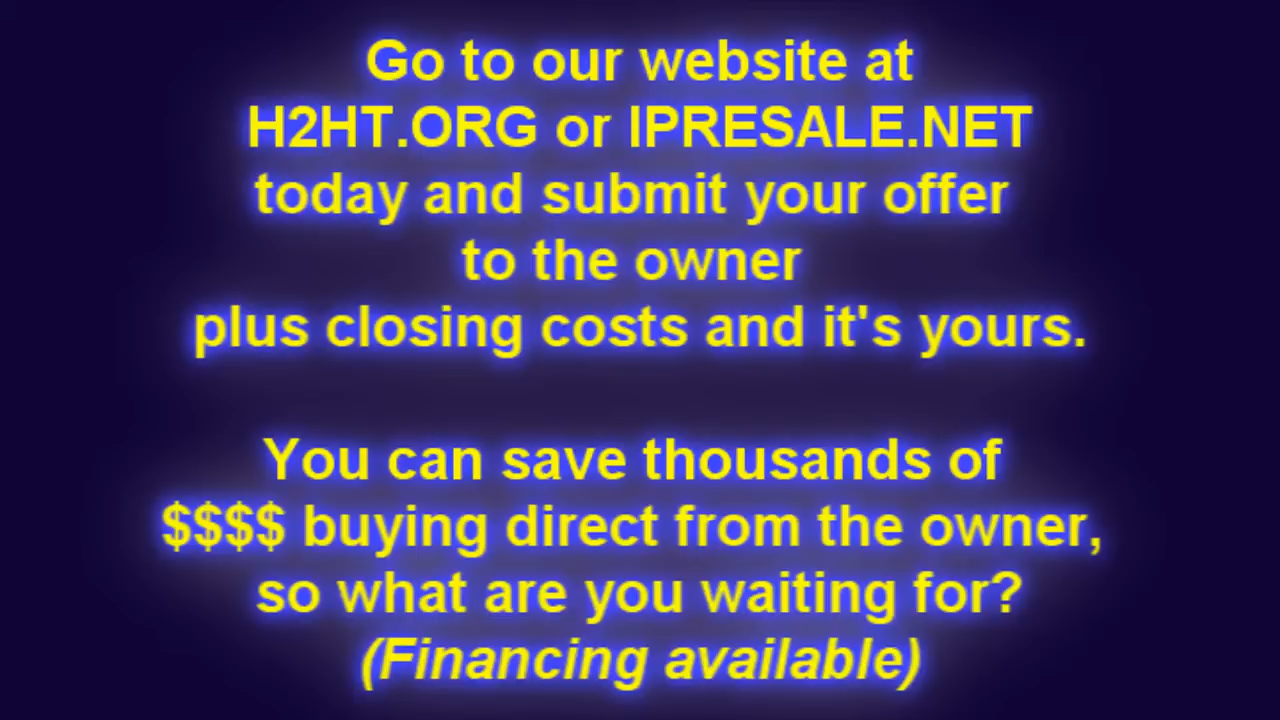 Go to our website at
H2HT.ORG or IPRESALE.NET
today and submit your offer
to the owner
plus closing costs and it's yours.
You can save thousands of
$$$$ buying direct from the owner,
so what are you waiting for?
(Financing available)